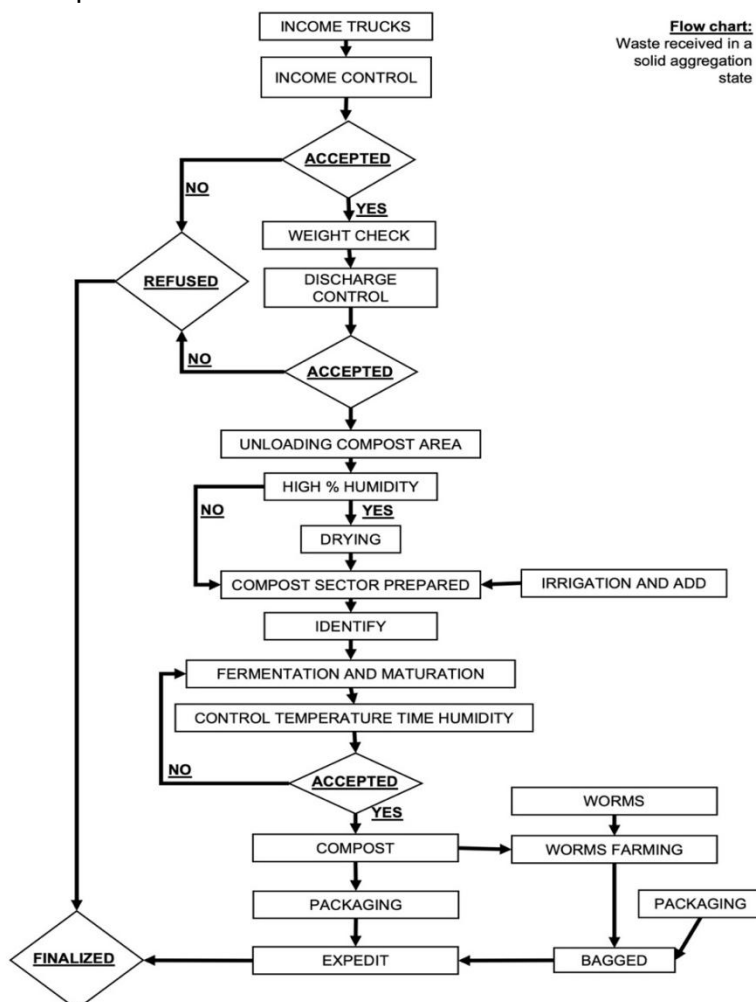 INCOME TRUCKS
Flow chart:
Waste received in a
solid aggregation
state
INCOME CONTROL
ACCEPTED
NO
YES
WEIGHT CHECK
REFUSED
DISCHARGE
CONTROL
NO
ACCEPTED
UNLOADING COMPOST AREA
HIGH % HUMIDITY
NO
YES
DRYING
COMPOST SECTOR PREPARED
IRRIGATION AND ADD
IDENTIFY
FERMENTATION AND MATURATION
CONTROL TEMPERATURE TIME HUMIDITY
NO
ACCEPTED
YES
WORMS
COMPOST
WORMS FARMING
PACKAGING
PACKAGING
FINALIZED
EXPEDIT
BAGGED